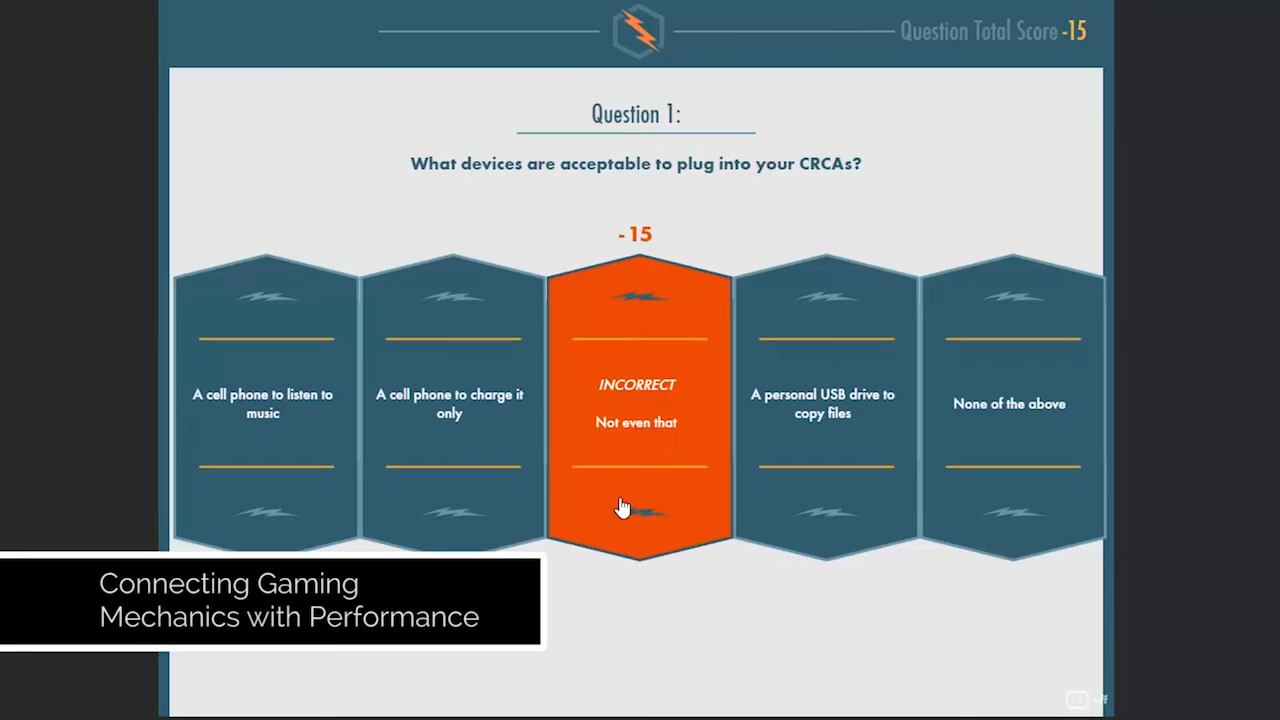 Question Total Score -15
Question 1:
What devices are acceptable to plug into your CRCAs?
-15
A cell phone to listen to
music
A cell phone to charge it
only
INCORRECT
Not even that
A personal USB drive to
copy files
None of the above
Connecting Gaming
Mechanics with Performance